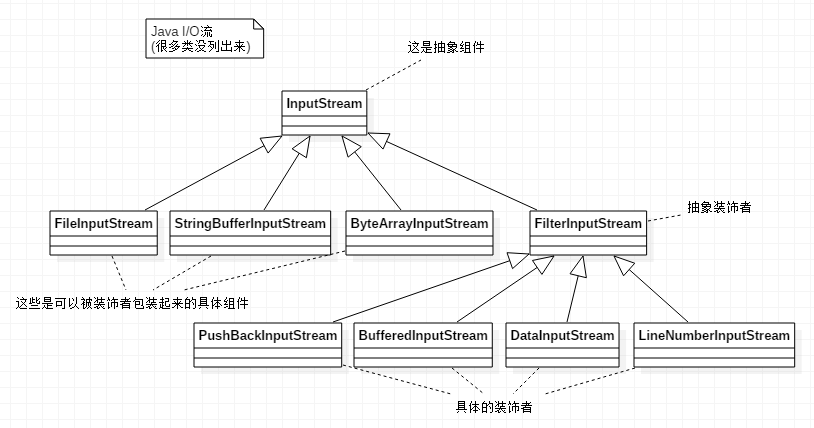 Java I/O流
(很多类没列出来)
这是抽象组件
InputStream
FileInputStream
StringBufferInputStream
ByteArrayInputStream
FilterInputStream
抽象装饰者
这些是可以被装饰者包装起来的具体组件
PushBackInputStream
BufferedInputStream
DataInputStream
LineNumberInputStream
具体的装饰者